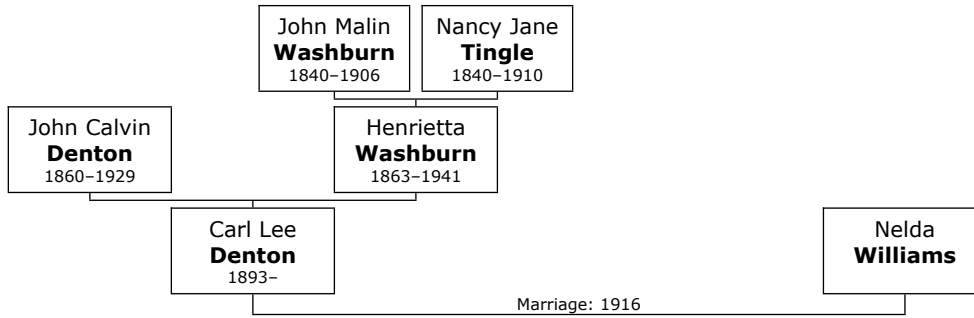 John Malin
Washburn
1840–1906
Nancy Jane
Tingle
1840–1910
John Calvin
Denton
1860–1929
Henrietta
Washburn
1863–1941
Carl Lee
Denton
1893–
Nelda
Williams
Marriage: 1916